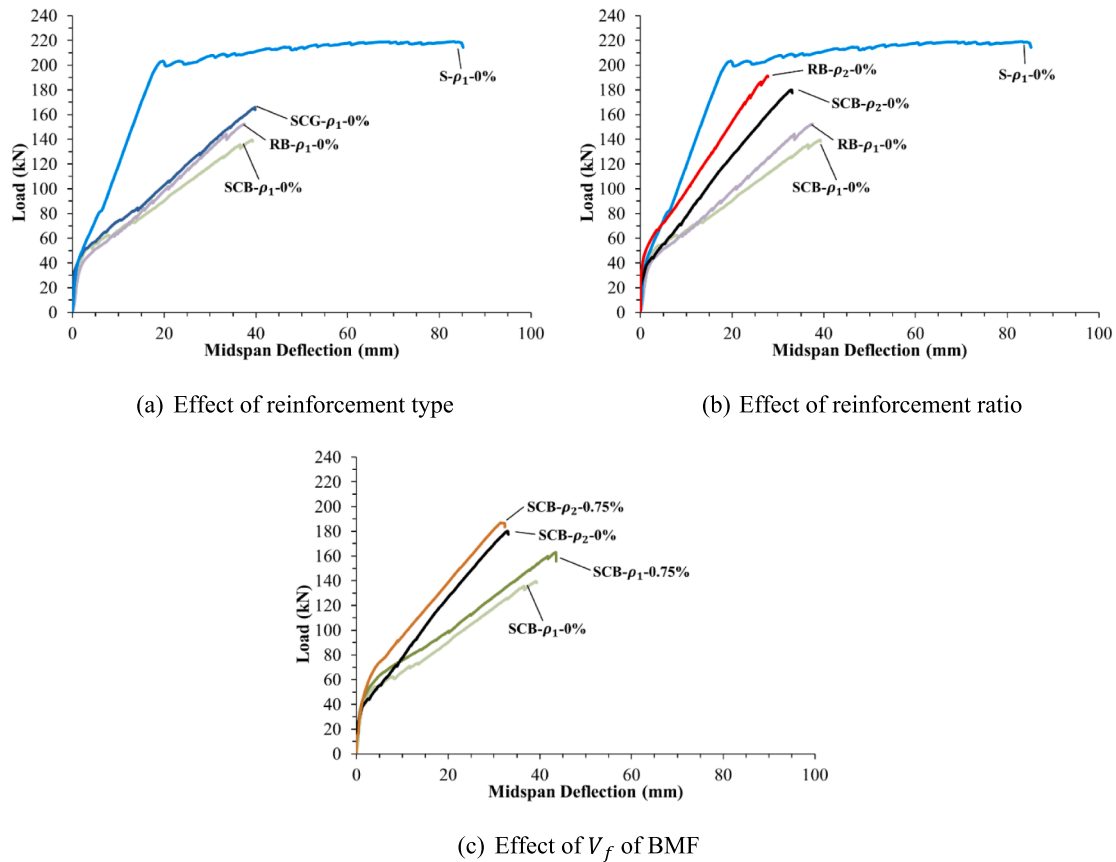 240
220
200
180
160
140
120
100
80
60
40
20
0
Load (kN)
S-ρ₁-0%
SCG-ρ₁-0%
RB-ρ₁-0%
SCB-ρ₁-0%
0 20 40 60 80 100
Midspan Deflection (mm)
(a) Effect of reinforcement type
240
220
200
180
160
140
120
100
80
60
40
20
0
Load (kN)
RB-ρ₂-0%
S-ρ₁-0%
SCB-ρ₂-0%
RB-ρ₁-0%
SCB-ρ₁-0%
0 20 40 60 80 100
Midspan Deflection (mm)
(b) Effect of reinforcement ratio
240
220
200
180
160
140
120
100
80
60
40
20
0
Load (kN)
SCB-ρ₂-0.75%
SCB-ρ₂-0%
SCB-ρ₁-0.75%
SCB-ρ₁-0%
0 20 40 60 80 100
Midspan Deflection (mm)
(c) Effect of V_f of BMF